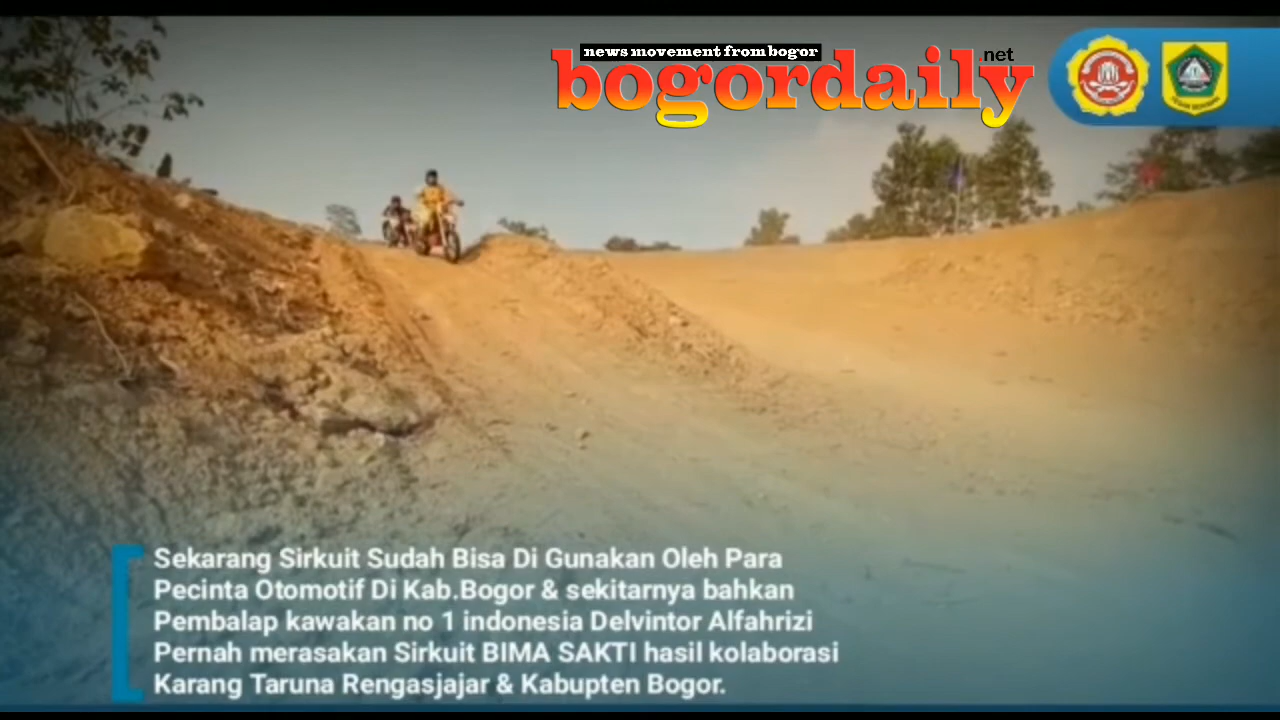 news movement from bogor
bogordaily.net
TEGAR BERIMAN
Sekarang Sirkuit Sudah Bisa Di Gunakan Oleh Para
Pecinta Otomotif Di Kab.Bogor & sekitarnya bahkan
Pembalap kawakan no 1 indonesia Delvintor Alfahrizi
Pernah merasakan Sirkuit BIMA SAKTI hasil kolaborasi
Karang Taruna Rengasjajar & Kabupten Bogor.